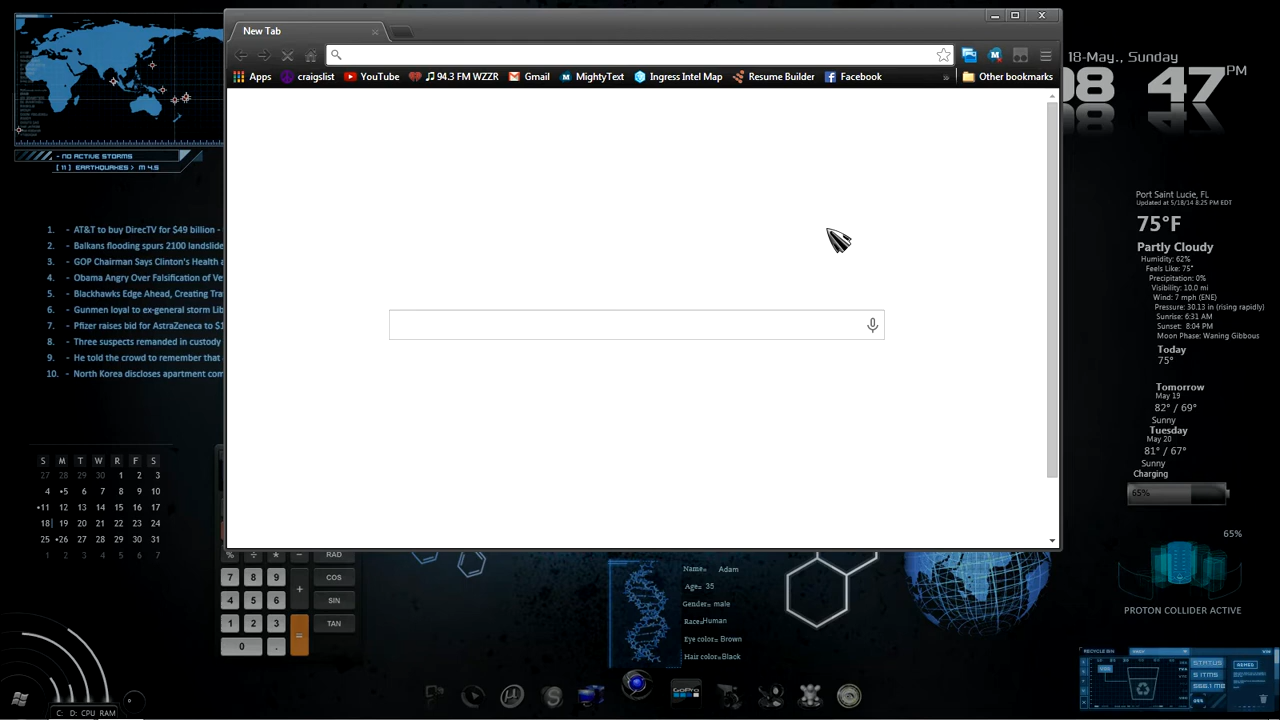 New Tab
Apps craigslist YouTube 94.3 FM WZZR Gmail MightyText Ingress Intel Map Resume Builder Facebook » Other bookmarks
18-May., Sunday
08 47 PM
- NO ACTIVE STORMS
[ 11 ] EARTHQUAKES > M 4.5
1. - AT&T to buy DirecTV for $49 billion -
2. - Balkans flooding spurs 2100 landslide
3. - GOP Chairman Says Clinton's Health a
4. - Obama Angry Over Falsification of Ve
5. - Blackhawks Edge Ahead, Creating Tra
6. - Gunmen loyal to ex-general storm Lib
7. - Pfizer raises bid for AstraZeneca to $1
8. - Three suspects remanded in custody
9. - He told the crowd to remember that
10. - North Korea discloses apartment com
Port Saint Lucie, FL
Updated at 5/18/14 8:25 PM EDT
75°F
Partly Cloudy
Humidity: 62%
Feels Like: 75°
Precipitation: 0%
Visibility: 10.0 mi
Wind: 7 mph (ENE)
Pressure: 30.13 in (rising rapidly)
Sunrise: 6:31 AM
Sunset: 8:04 PM
Moon Phase: Waning Gibbous
Today
75°
Tomorrow
May 19
82° / 69°
Sunny
Tuesday
May 20
81° / 67°
Sunny
Charging
65%
65%
PROTON COLLIDER ACTIVE
S M T W R F S
27 28 29 30 1 2 3
4 •5 6 7 8 9 10
•11 12 13 14 15 16 17
18 19 20 21 22 23 24
25 •26 27 28 29 30 31
1 2 3 4 5 6 7
% ÷ * − RAD
7 8 9 COS
4 5 6 + SIN
1 2 3 TAN
0 . =
Name= Adam
Age= 35
Gender= male
Race=Human
Eye color= Brown
Hair color=Black
GoPro
C: D: CPU RAM
RECYCLE BIN
STATUS
5 ITMS